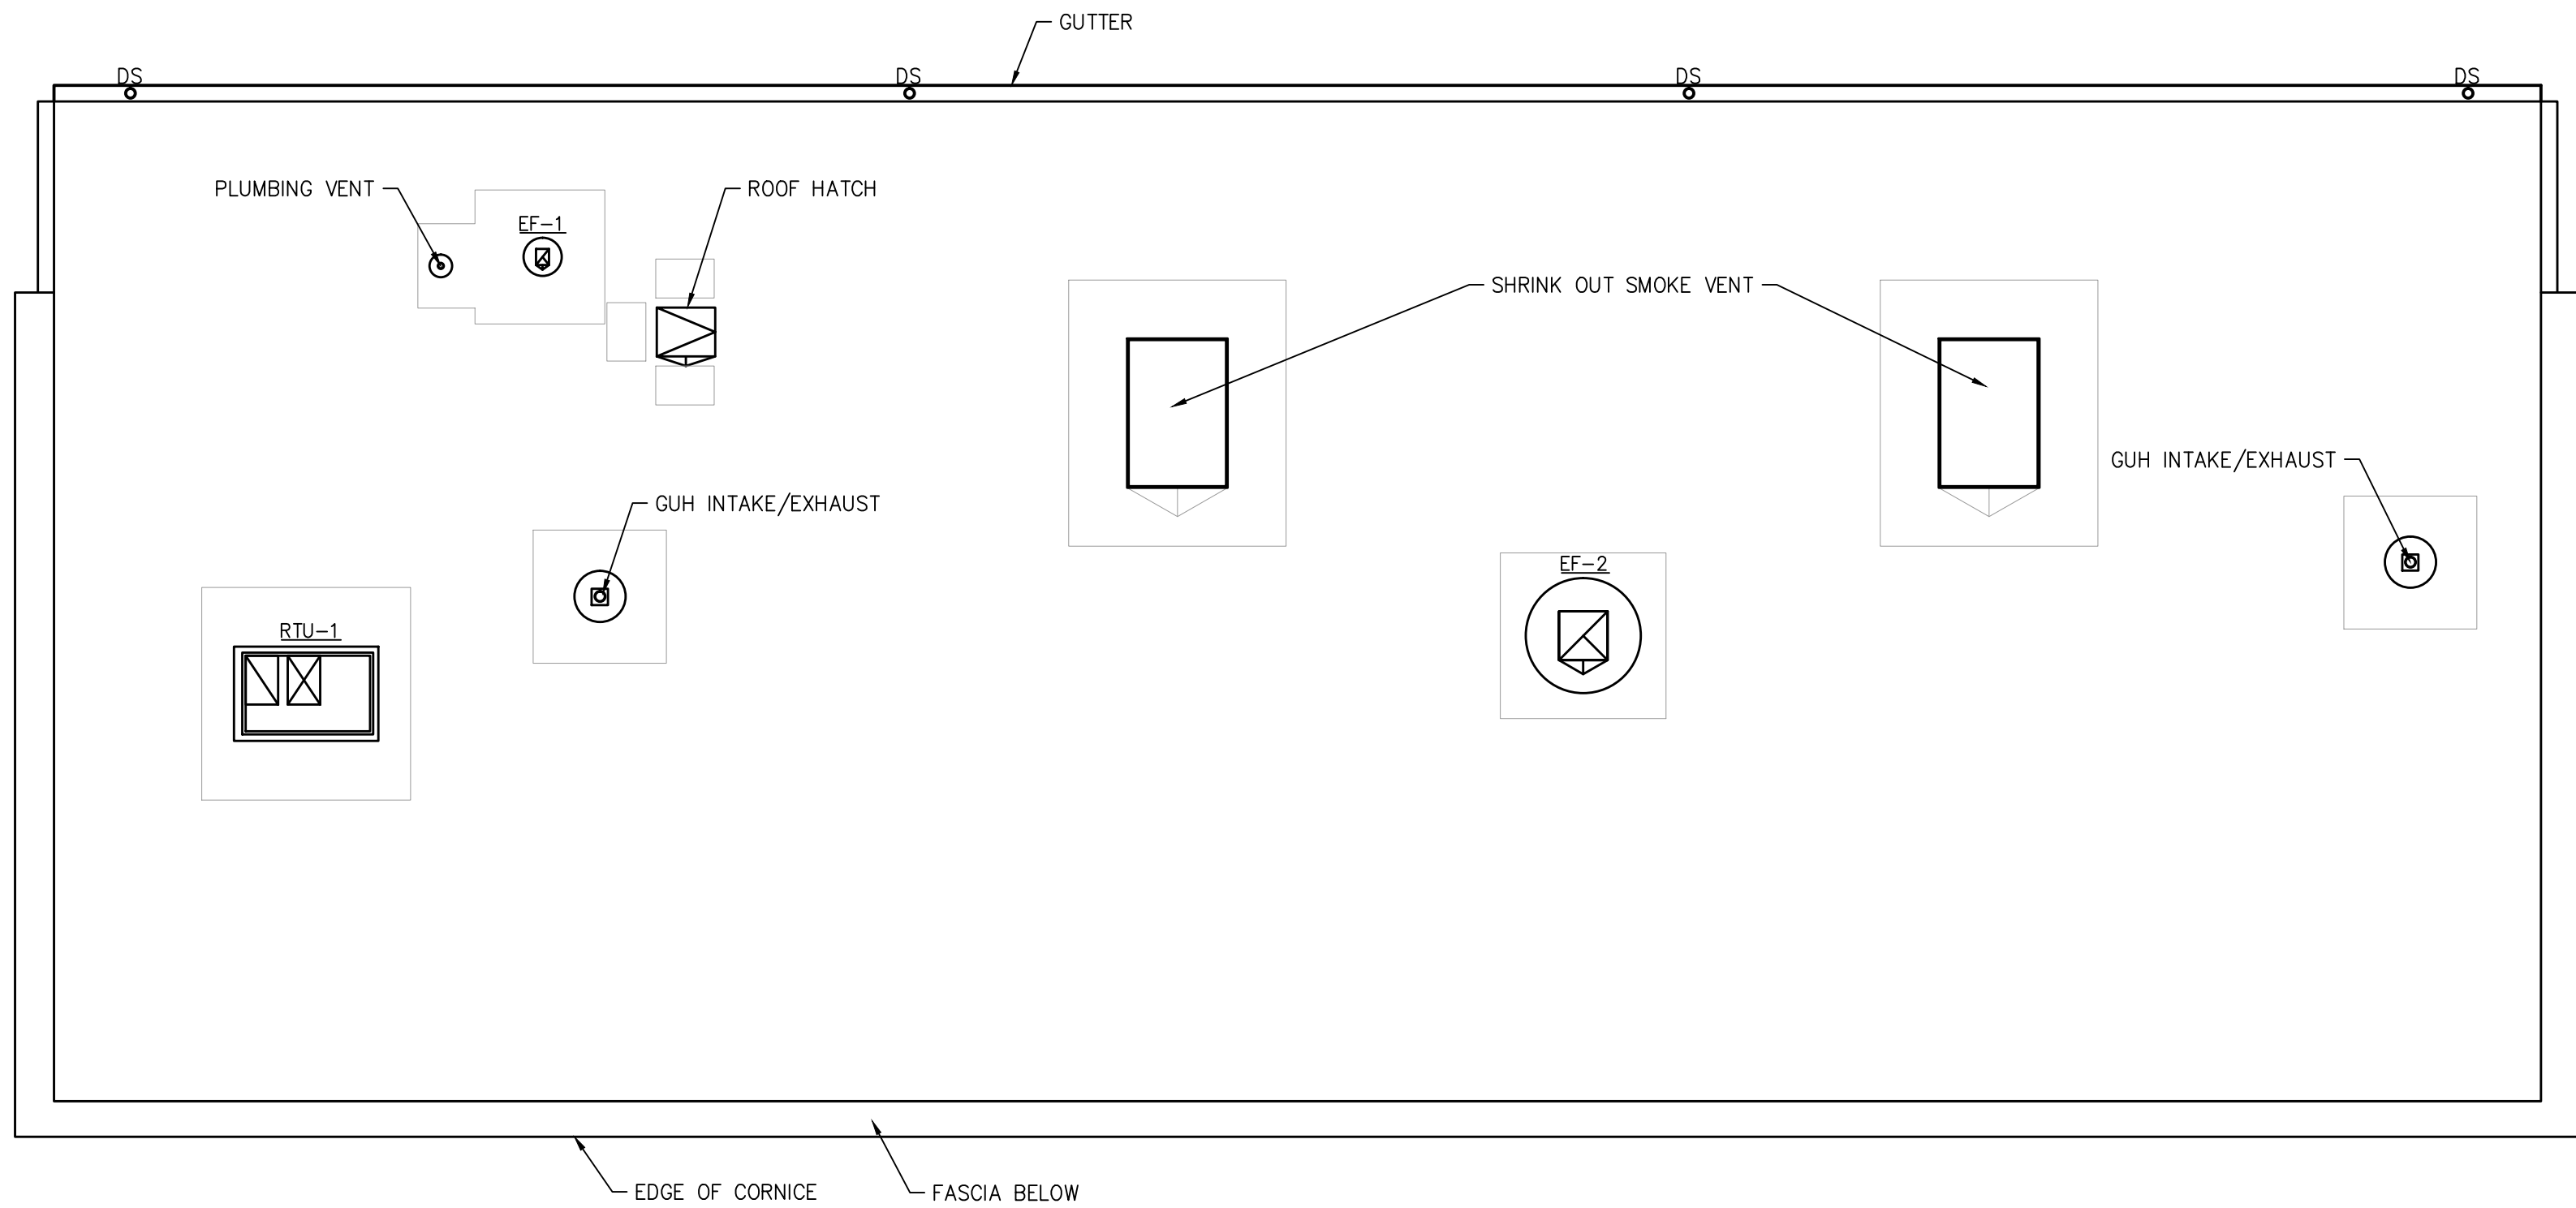 GUTTER
DS
DS
DS
DS
PLUMBING VENT
ROOF HATCH
EF-1
SHRINK OUT SMOKE VENT
GUH INTAKE/EXHAUST
GUH INTAKE/EXHAUST
EF-2
RTU-1
EDGE OF CORNICE
FASCIA BELOW